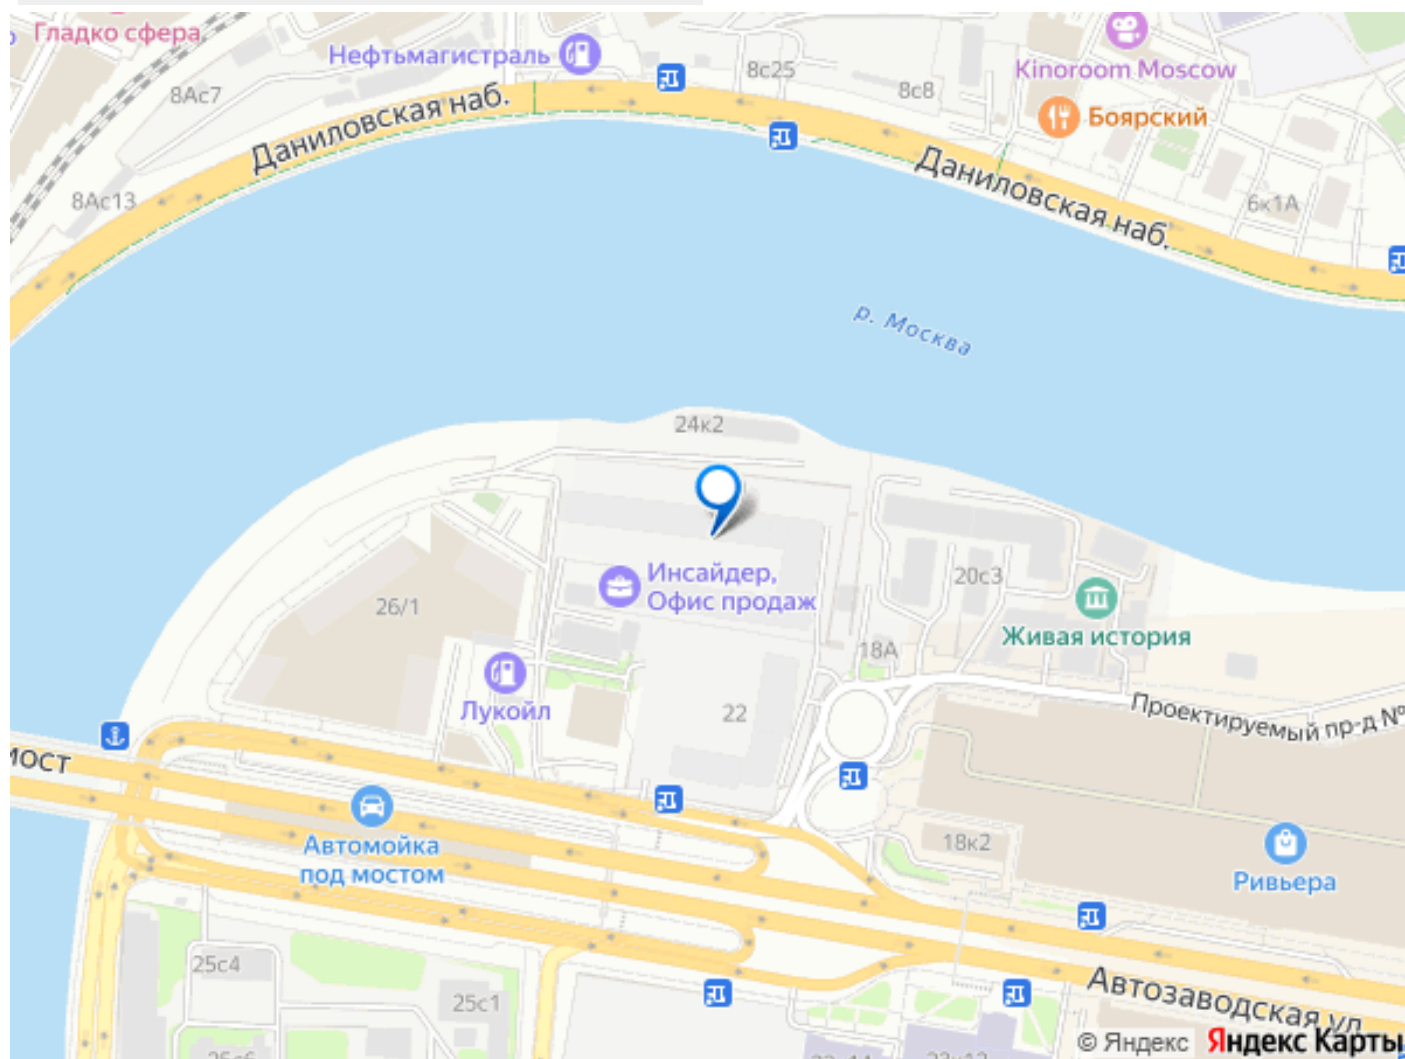 Гладко сфера
Нефтьмагистраль
8с25
8с8
Kinoroom Moscow
Боярский
8Ас7
Даниловская наб.
Даниловская наб.
8Ас13
6к1А
р. Москва
24к2
Инсайдер,
Офис продаж
20с3
26/1
Живая история
18А
Лукойл
22
Проектируемый пр-д №
мост
Автомойка
под мостом
18к2
Ривьера
25с4
25с1
Автозаводская ул.
© Яндекс Яндекс Карты